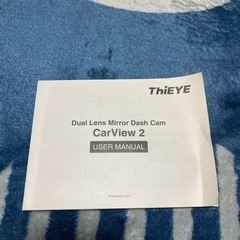 ThiEYE
Dual Lens Mirror Dash Cam
CarView 2
USER MANUAL